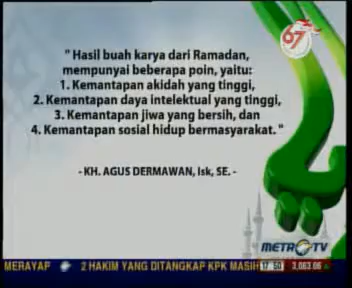 67
" Hasil buah karya dari Ramadan,
mempunyai beberapa poin, yaitu:
1. Kemantapan akidah yang tinggi,
2. Kemantapan daya intelektual yang tinggi,
3. Kemantapan jiwa yang bersih, dan
4. Kemantapan sosial hidup bermasyarakat. "
- KH. AGUS DERMAWAN, Isk, SE. -
METRO TV
MERAYAP 2 HAKIM YANG DITANGKAP KPK MASIH 17:50 3,083.06